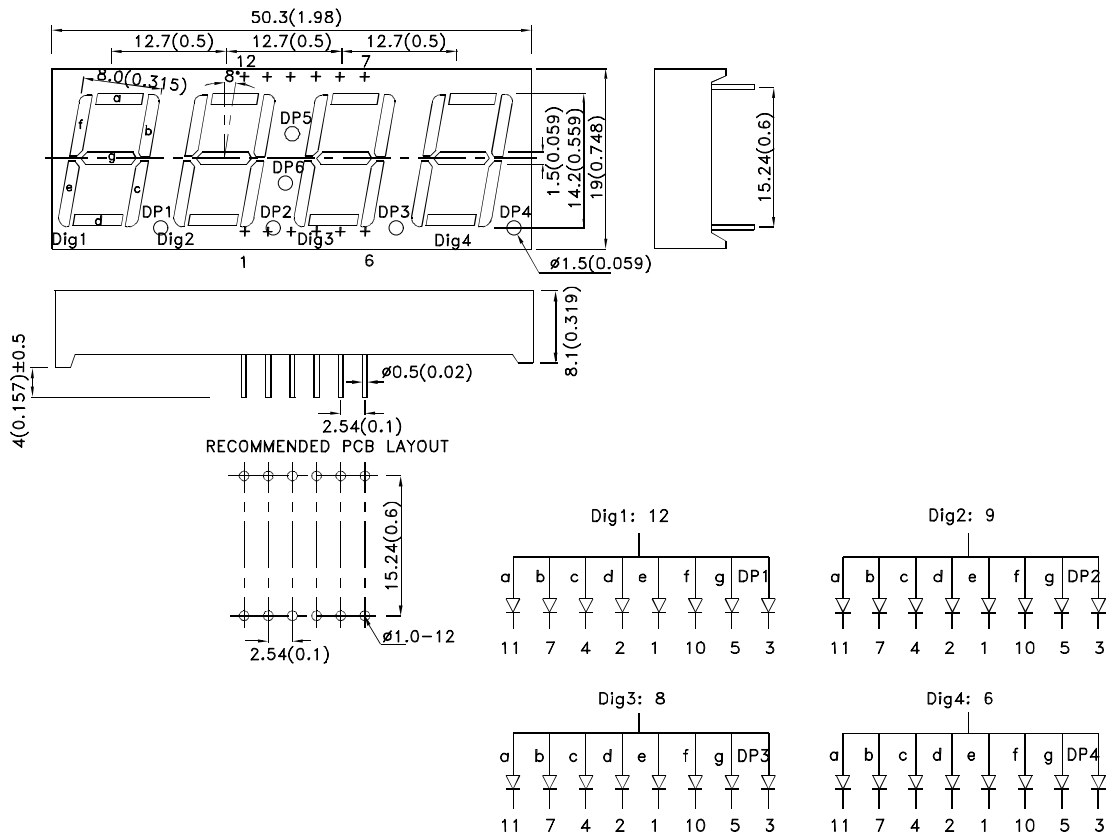 50.3(1.98)
12.7(0.5) 12.7(0.5) 12.7(0.5)
12 7
8.0(0.315) 8°
a
f b
g
e c
d
DP5
DP6
DP1 DP2 DP3 DP4
Dig1 Dig2 Dig3 Dig4
1 6
ø1.5(0.059)
1.5(0.059)
14.2(0.559)
19(0.748)
15.24(0.6)
8.1(0.319)
4(0.157)±0.5
ø0.5(0.02)
2.54(0.1)
RECOMMENDED PCB LAYOUT
15.24(0.6)
ø1.0-12
2.54(0.1)
Dig1: 12
a b c d e f g DP1
11 7 4 2 1 10 5 3
Dig2: 9
a b c d e f g DP2
11 7 4 2 1 10 5 3
Dig3: 8
a b c d e f g DP3
11 7 4 2 1 10 5 3
Dig4: 6
a b c d e f g DP4
11 7 4 2 1 10 5 3